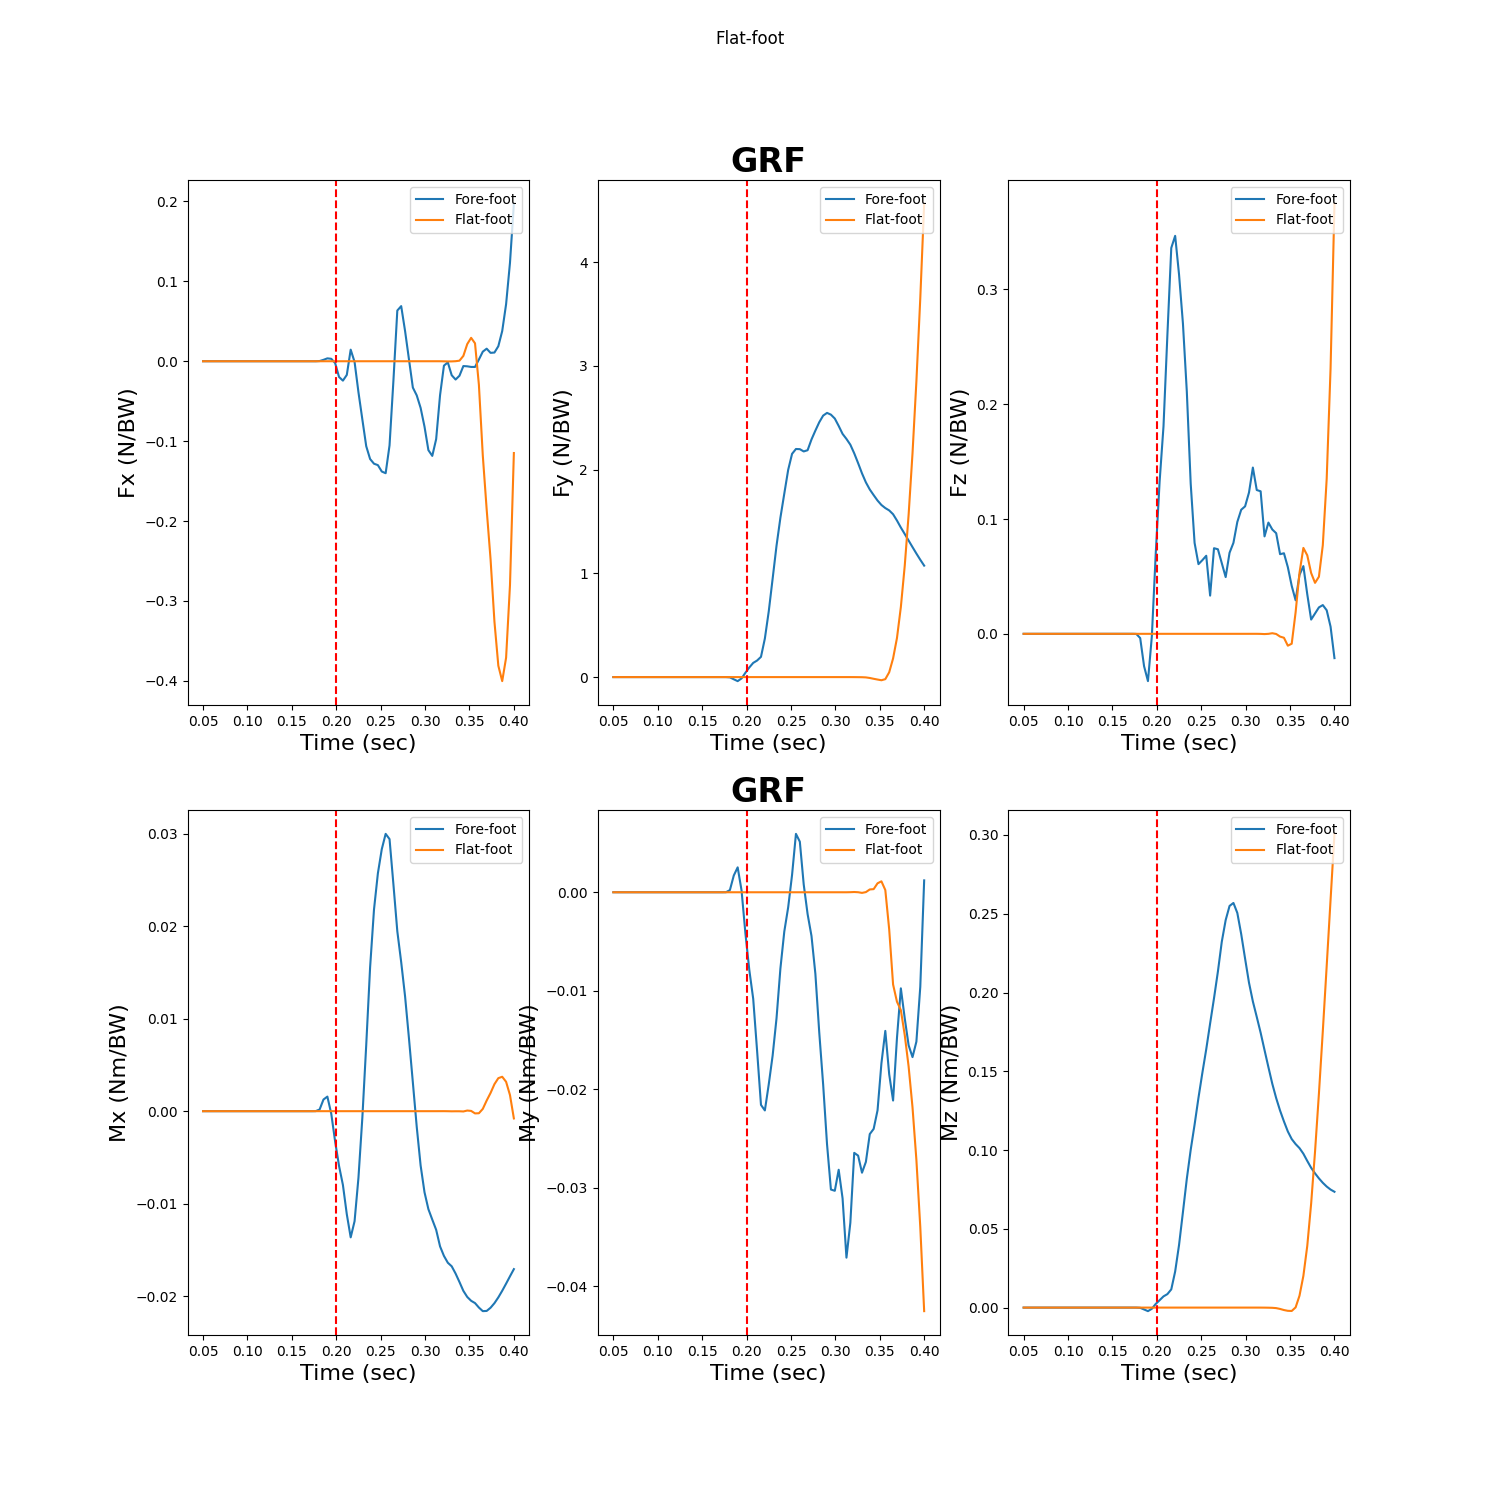 Flat-foot
GRF
Fore-foot
Flat-foot
0.2
0.1
0.0
−0.1
−0.2
−0.3
−0.4
Fx (N/BW)
0.05 0.10 0.15 0.20 0.25 0.30 0.35 0.40
Time (sec)
Fore-foot
Flat-foot
4
3
2
1
0
Fy (N/BW)
0.05 0.10 0.15 0.20 0.25 0.30 0.35 0.40
Time (sec)
Fore-foot
Flat-foot
0.3
0.2
0.1
0.0
Fz (N/BW)
0.05 0.10 0.15 0.20 0.25 0.30 0.35 0.40
Time (sec)
GRF
Fore-foot
Flat-foot
0.03
0.02
0.01
0.00
−0.01
−0.02
Mx (Nm/BW)
0.05 0.10 0.15 0.20 0.25 0.30 0.35 0.40
Time (sec)
Fore-foot
Flat-foot
0.00
−0.01
−0.02
−0.03
−0.04
My (Nm/BW)
0.05 0.10 0.15 0.20 0.25 0.30 0.35 0.40
Time (sec)
Fore-foot
Flat-foot
0.30
0.25
0.20
0.15
0.10
0.05
0.00
Mz (Nm/BW)
0.05 0.10 0.15 0.20 0.25 0.30 0.35 0.40
Time (sec)